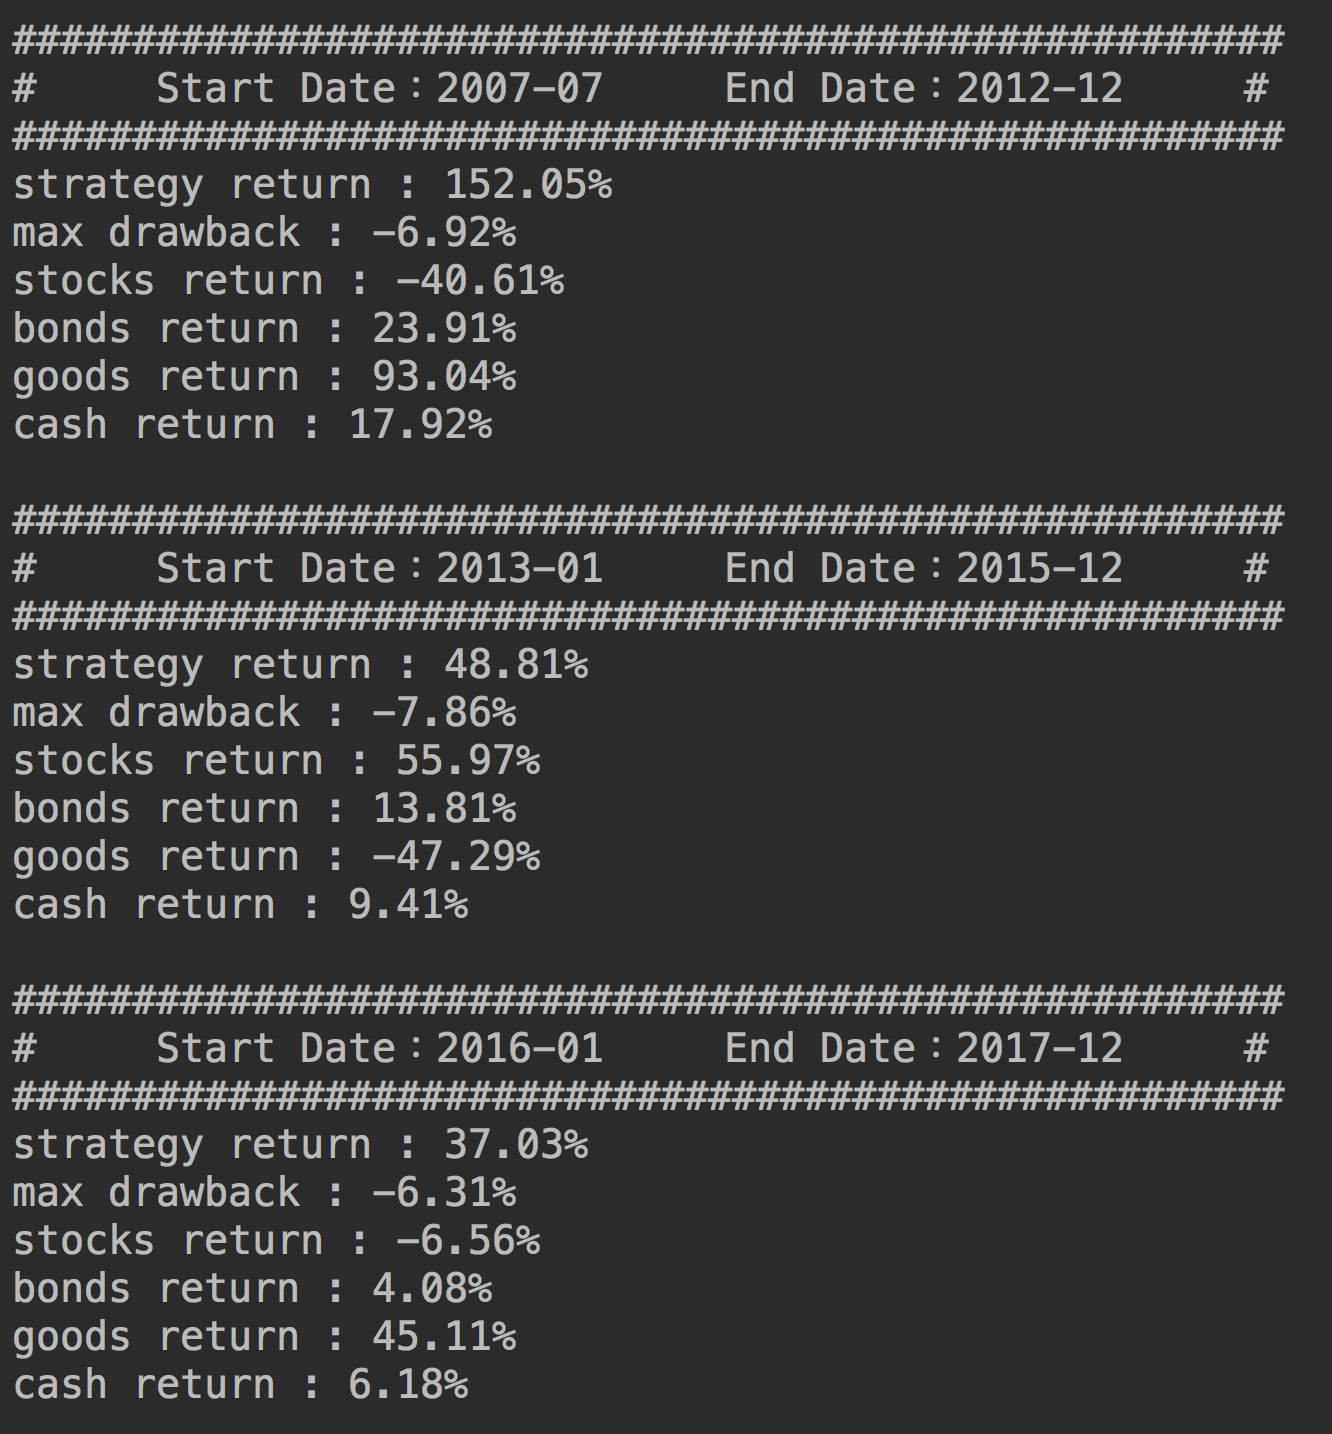 #####################################################
#     Start Date：2007-07     End Date：2012-12     #
#####################################################
strategy return : 152.05%
max drawback : -6.92%
stocks return : -40.61%
bonds return : 23.91%
goods return : 93.04%
cash return : 17.92%
#####################################################
#     Start Date：2013-01     End Date：2015-12     #
#####################################################
strategy return : 48.81%
max drawback : -7.86%
stocks return : 55.97%
bonds return : 13.81%
goods return : -47.29%
cash return : 9.41%
#####################################################
#     Start Date：2016-01     End Date：2017-12     #
#####################################################
strategy return : 37.03%
max drawback : -6.31%
stocks return : -6.56%
bonds return : 4.08%
goods return : 45.11%
cash return : 6.18%